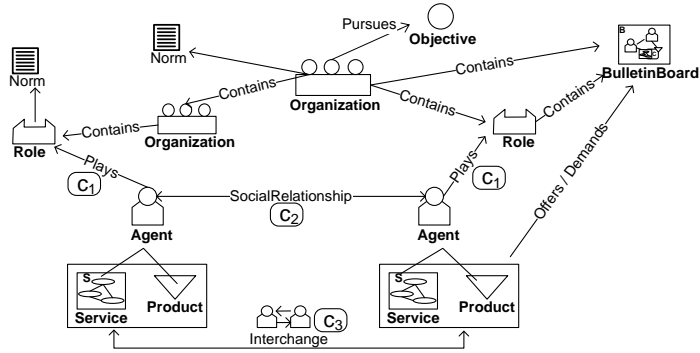 Pursues
Objective
B
BulletinBoard
Norm
Norm
Contains
Contains
Organization
Contains
Contains
Role
Contains
Organization
Contains
Role
Plays
C1
Plays
C1
Offers / Demands
SocialRelationship
C2
Agent
Agent
S
Service
Product
S
Service
Product
C3
Interchange